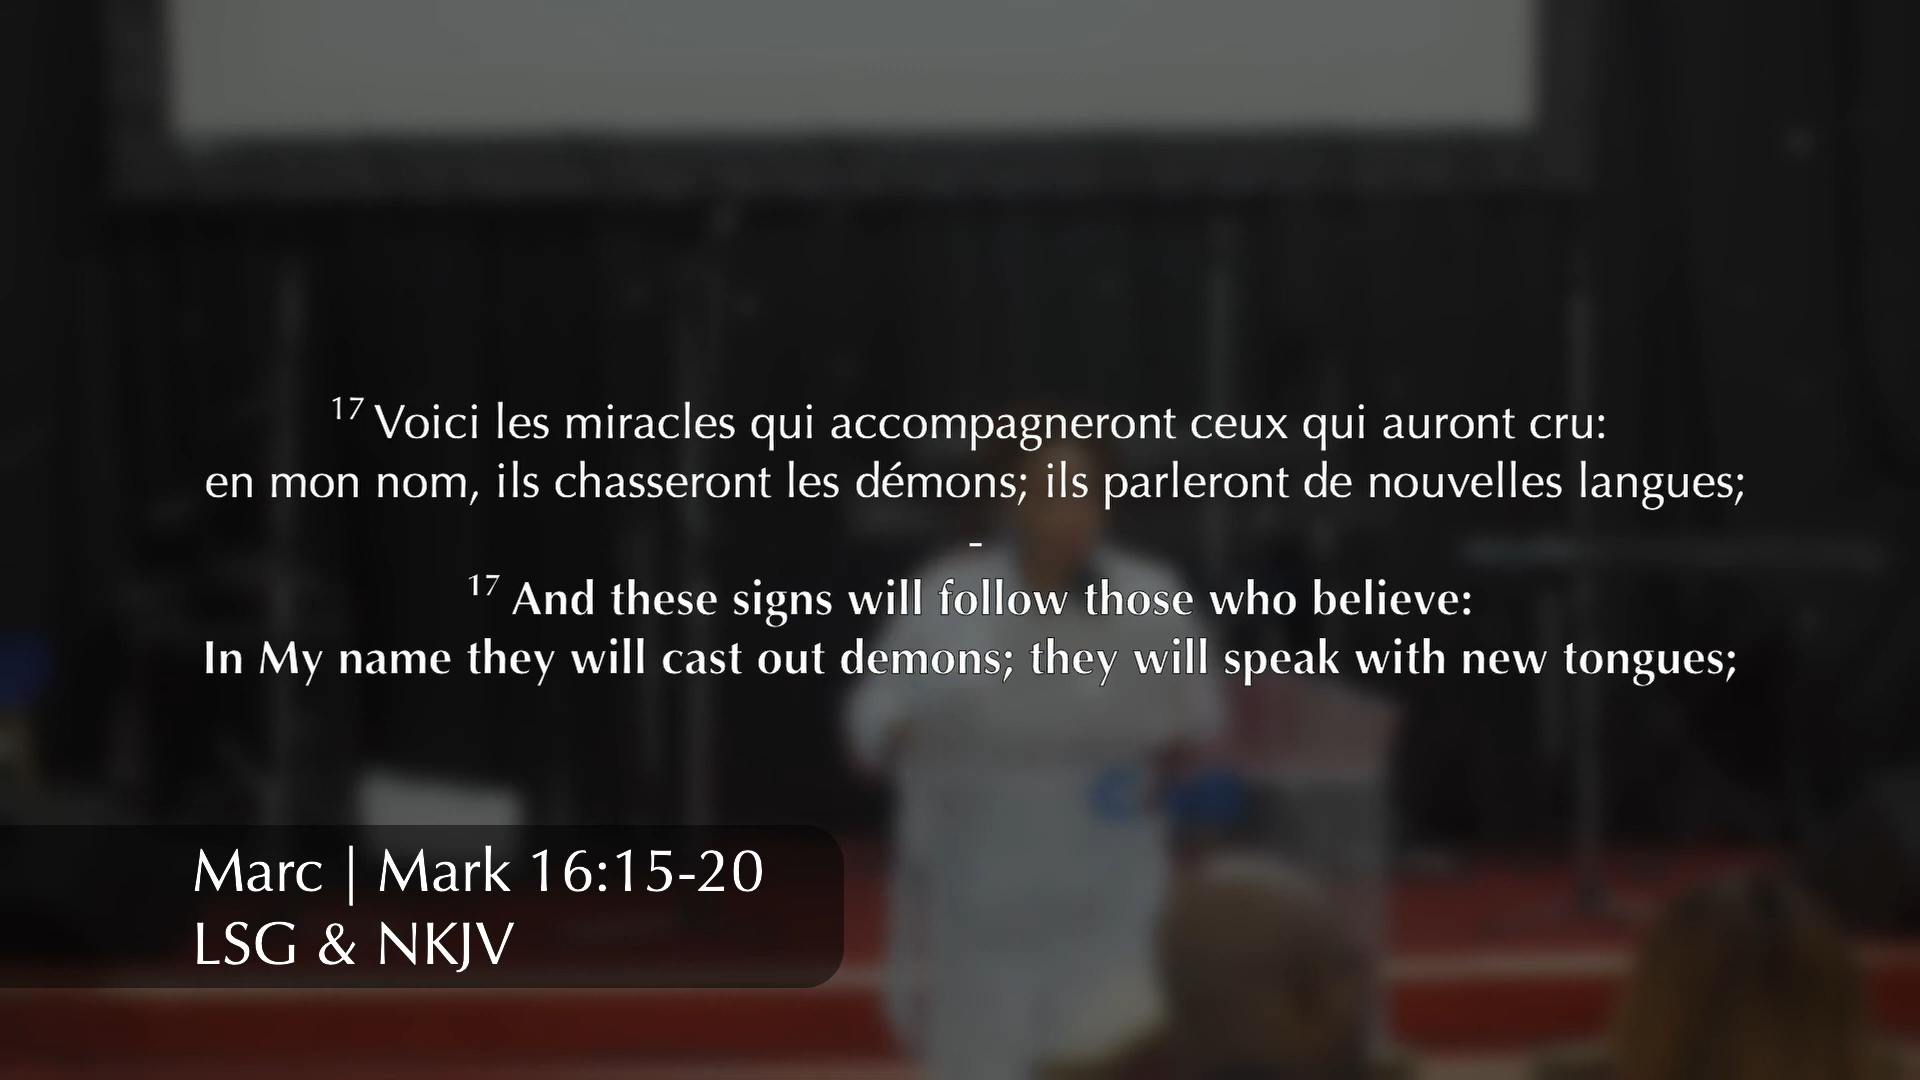 17 Voici les miracles qui accompagneront ceux qui auront cru:
en mon nom, ils chasseront les démons; ils parleront de nouvelles langues;
-
17 And these signs will follow those who believe:
In My name they will cast out demons; they will speak with new tongues;
Marc | Mark 16:15-20
LSG & NKJV